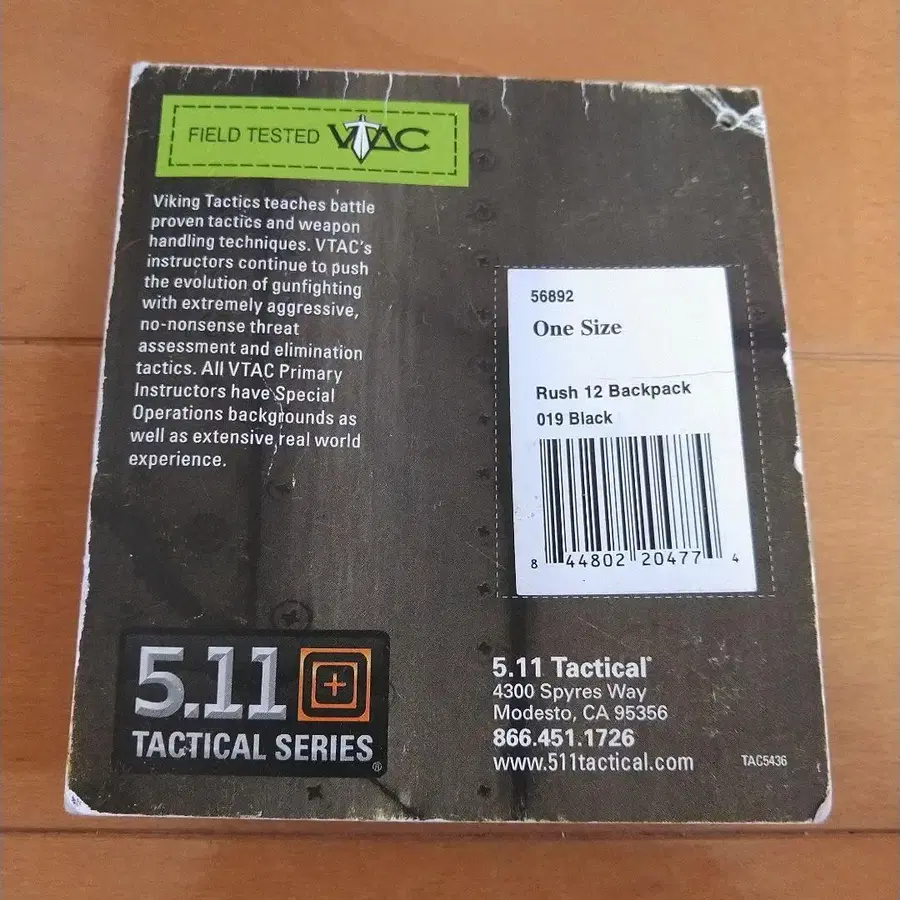 FIELD TESTED VTAC
Viking Tactics teaches battle
proven tactics and weapon
handling techniques. VTAC's
instructors continue to push
the evolution of gunfighting
with extremely aggressive,
no-nonsense threat
assessment and elimination
tactics. All VTAC Primary
Instructors have Special
Operations backgrounds as
well as extensive real world
experience.
56892
One Size
Rush 12 Backpack
019 Black
8 44802 20477 4
5.11
TACTICAL SERIES®
5.11 Tactical®
4300 Spyres Way
Modesto, CA 95356
866.451.1726
www.511tactical.com
TAC5436